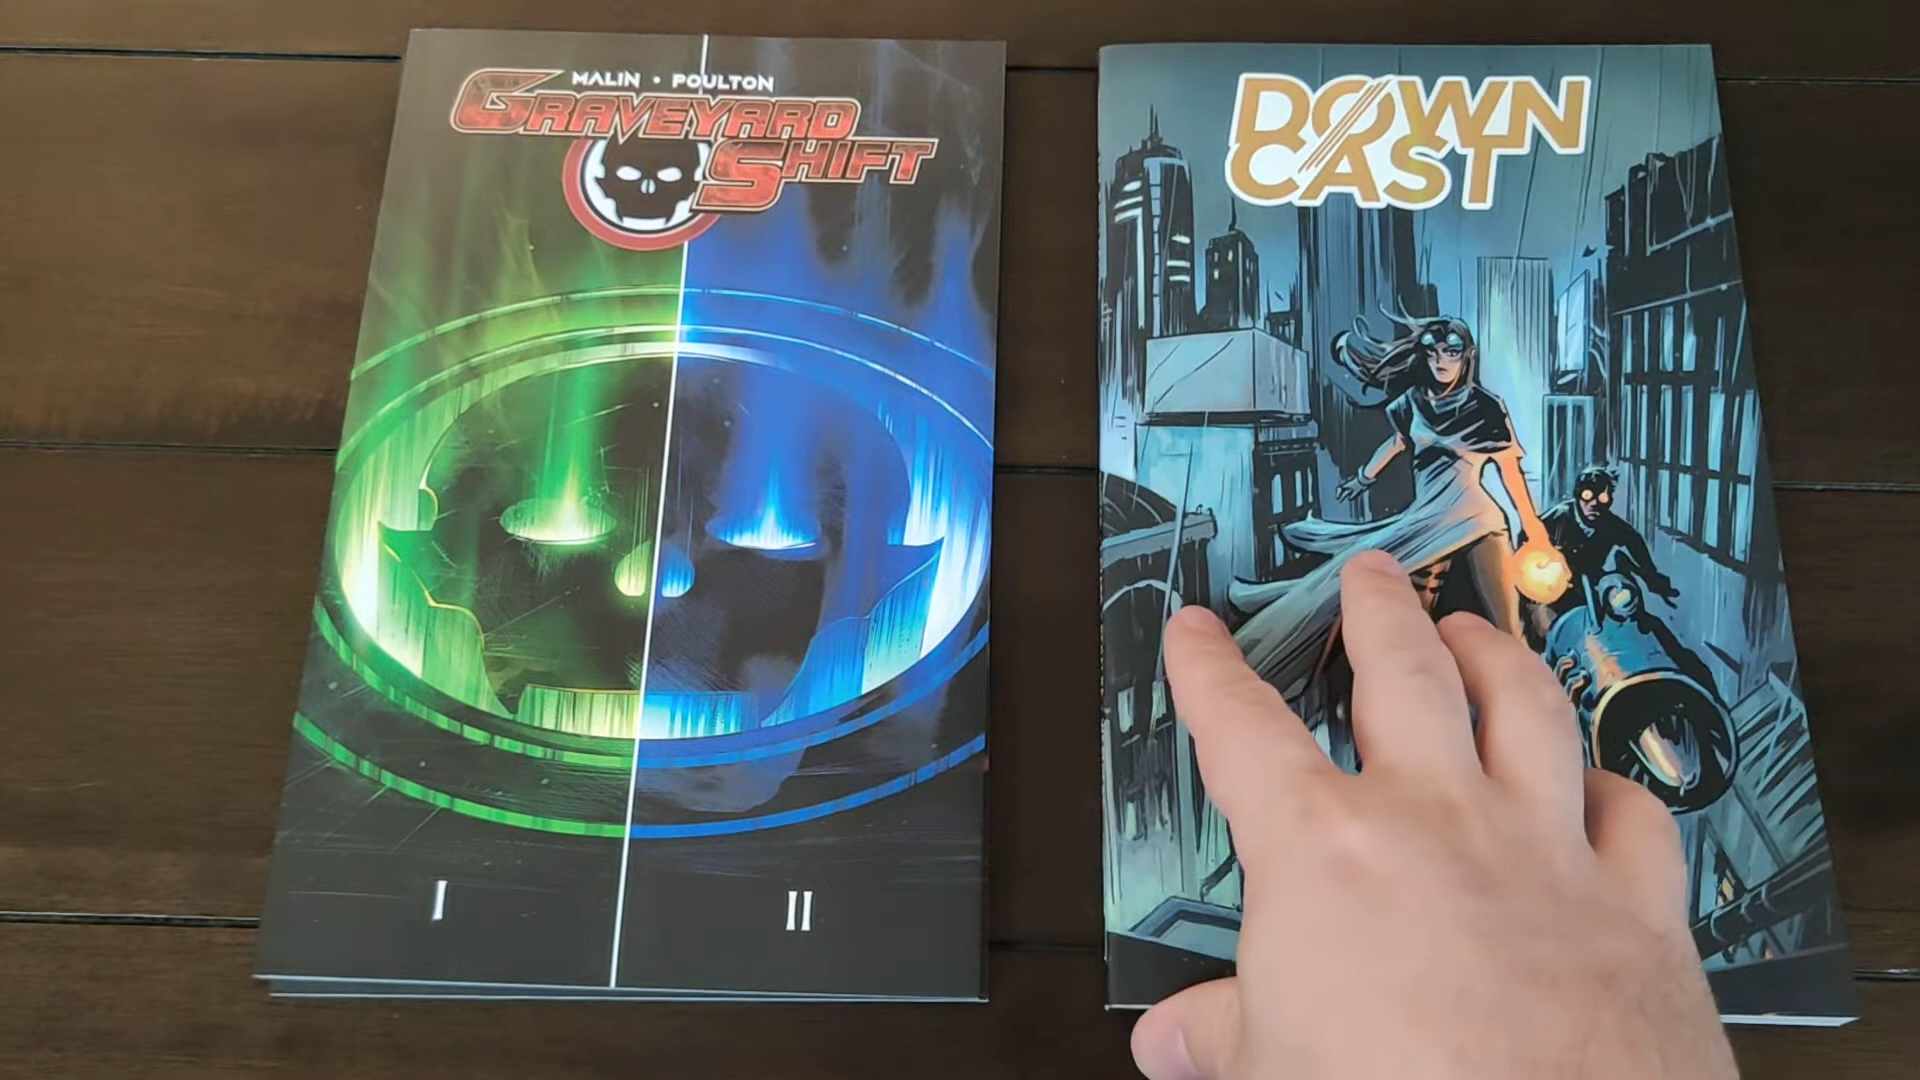 MALIN • POULTON
GRAVEYARD
SHIFT
I
II
DOWN
CAST